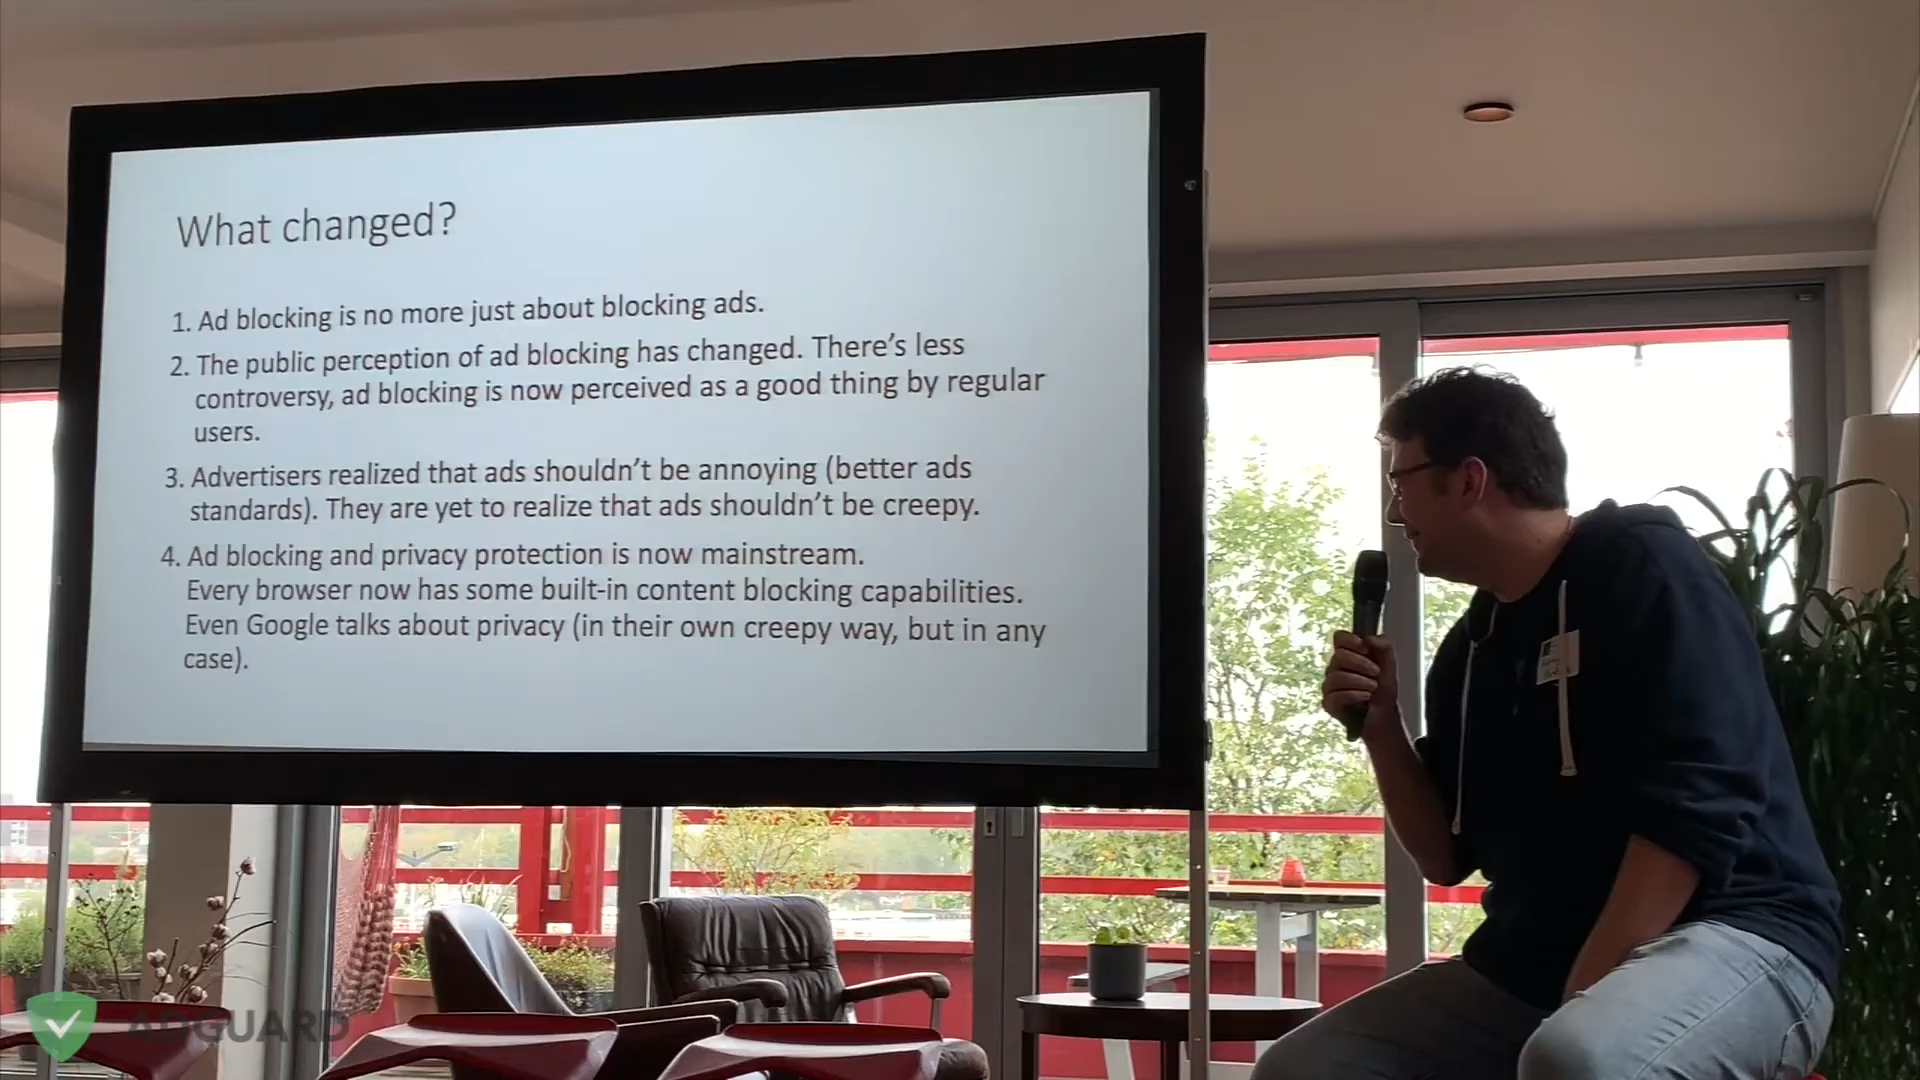 What changed?
1. Ad blocking is no more just about blocking ads.
2. The public perception of ad blocking has changed. There's less
controversy, ad blocking is now perceived as a good thing by regular
users.
3. Advertisers realized that ads shouldn't be annoying (better ads
standards). They are yet to realize that ads shouldn't be creepy.
4. Ad blocking and privacy protection is now mainstream.
Every browser now has some built-in content blocking capabilities.
Even Google talks about privacy (in their own creepy way, but in any
case).
ADGUARD